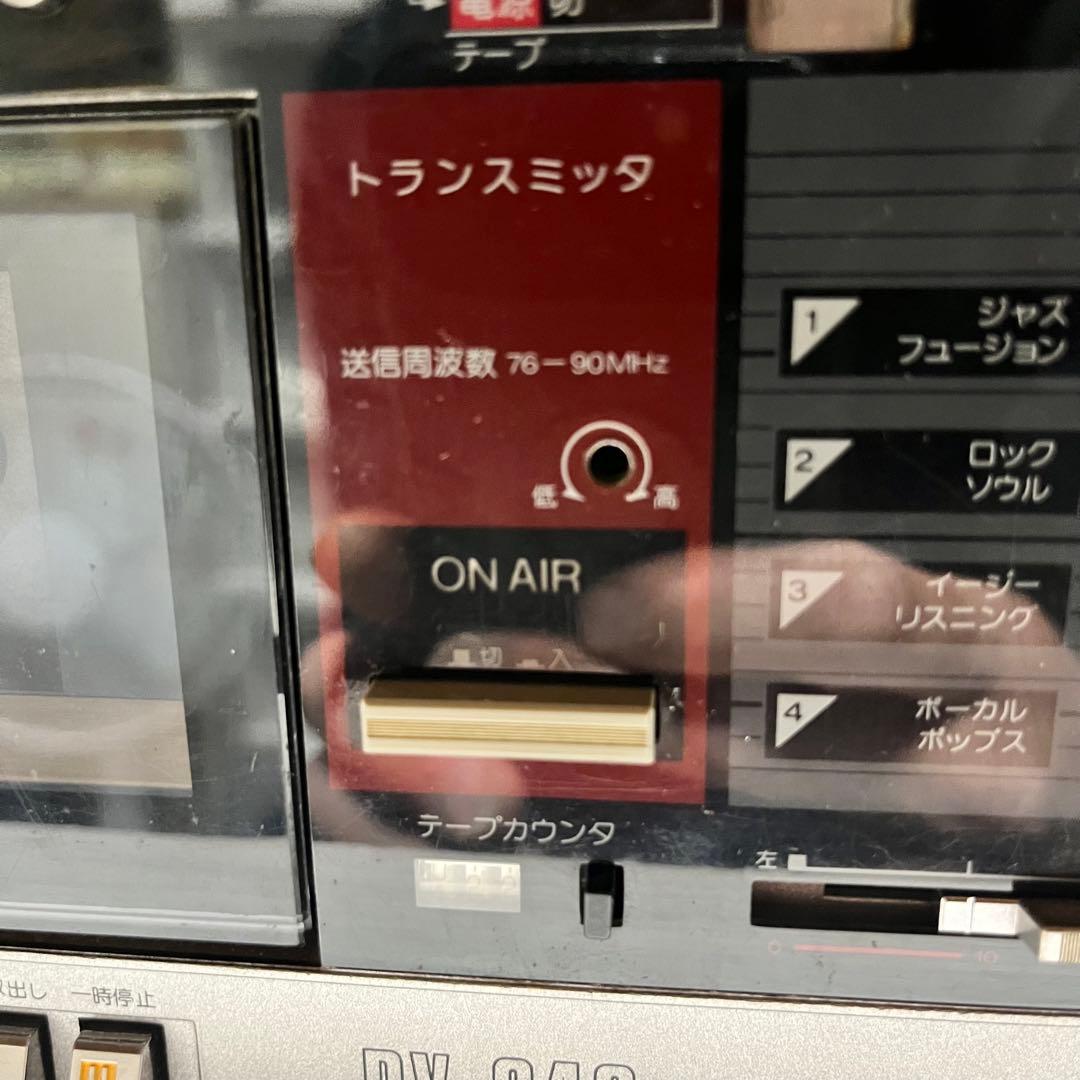 電源 切
テープ
トランスミッタ
送信周波数 76-90MHz
低 高
ON AIR
切 入
テープカウンタ
1 ジャズ
フュージョン
2 ロック
ソウル
3 イージー
リスニング
4 ボーカル
ポップス
左
0 10
一時停止